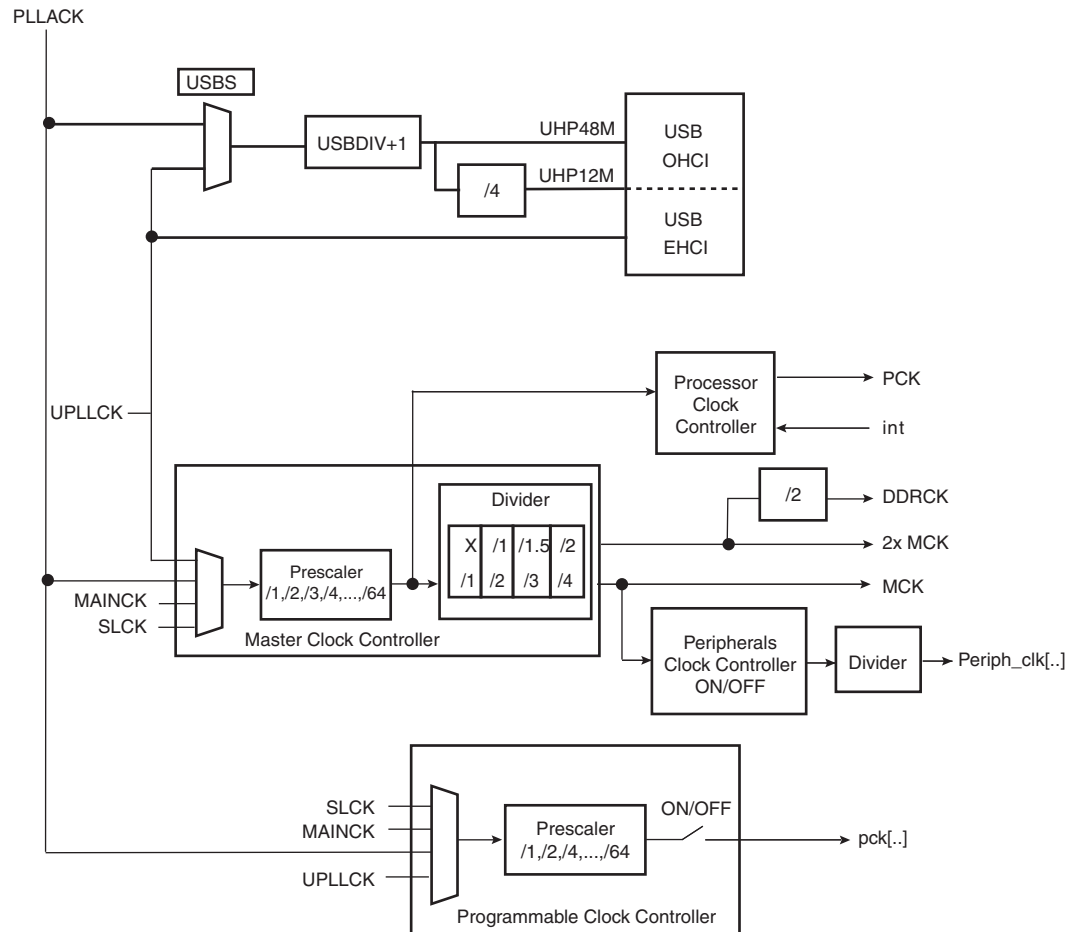 PLLACK
USBS
USBDIV+1
UHP48M
USB
OHCI
/4
UHP12M
USB
EHCI
UPLLCK
Processor
Clock
Controller
PCK
int
/2
DDRCK
Divider
X /1 /1.5 /2
/1 /2 /3 /4
2x MCK
MCK
Prescaler
/1,/2,/3,/4,...,/64
MAINCK
SLCK
Master Clock Controller
Peripherals
Clock Controller
ON/OFF
Divider
Periph_clk[..]
SLCK
MAINCK
UPLLCK
Prescaler
/1,/2,/4,...,/64
ON/OFF
pck[..]
Programmable Clock Controller